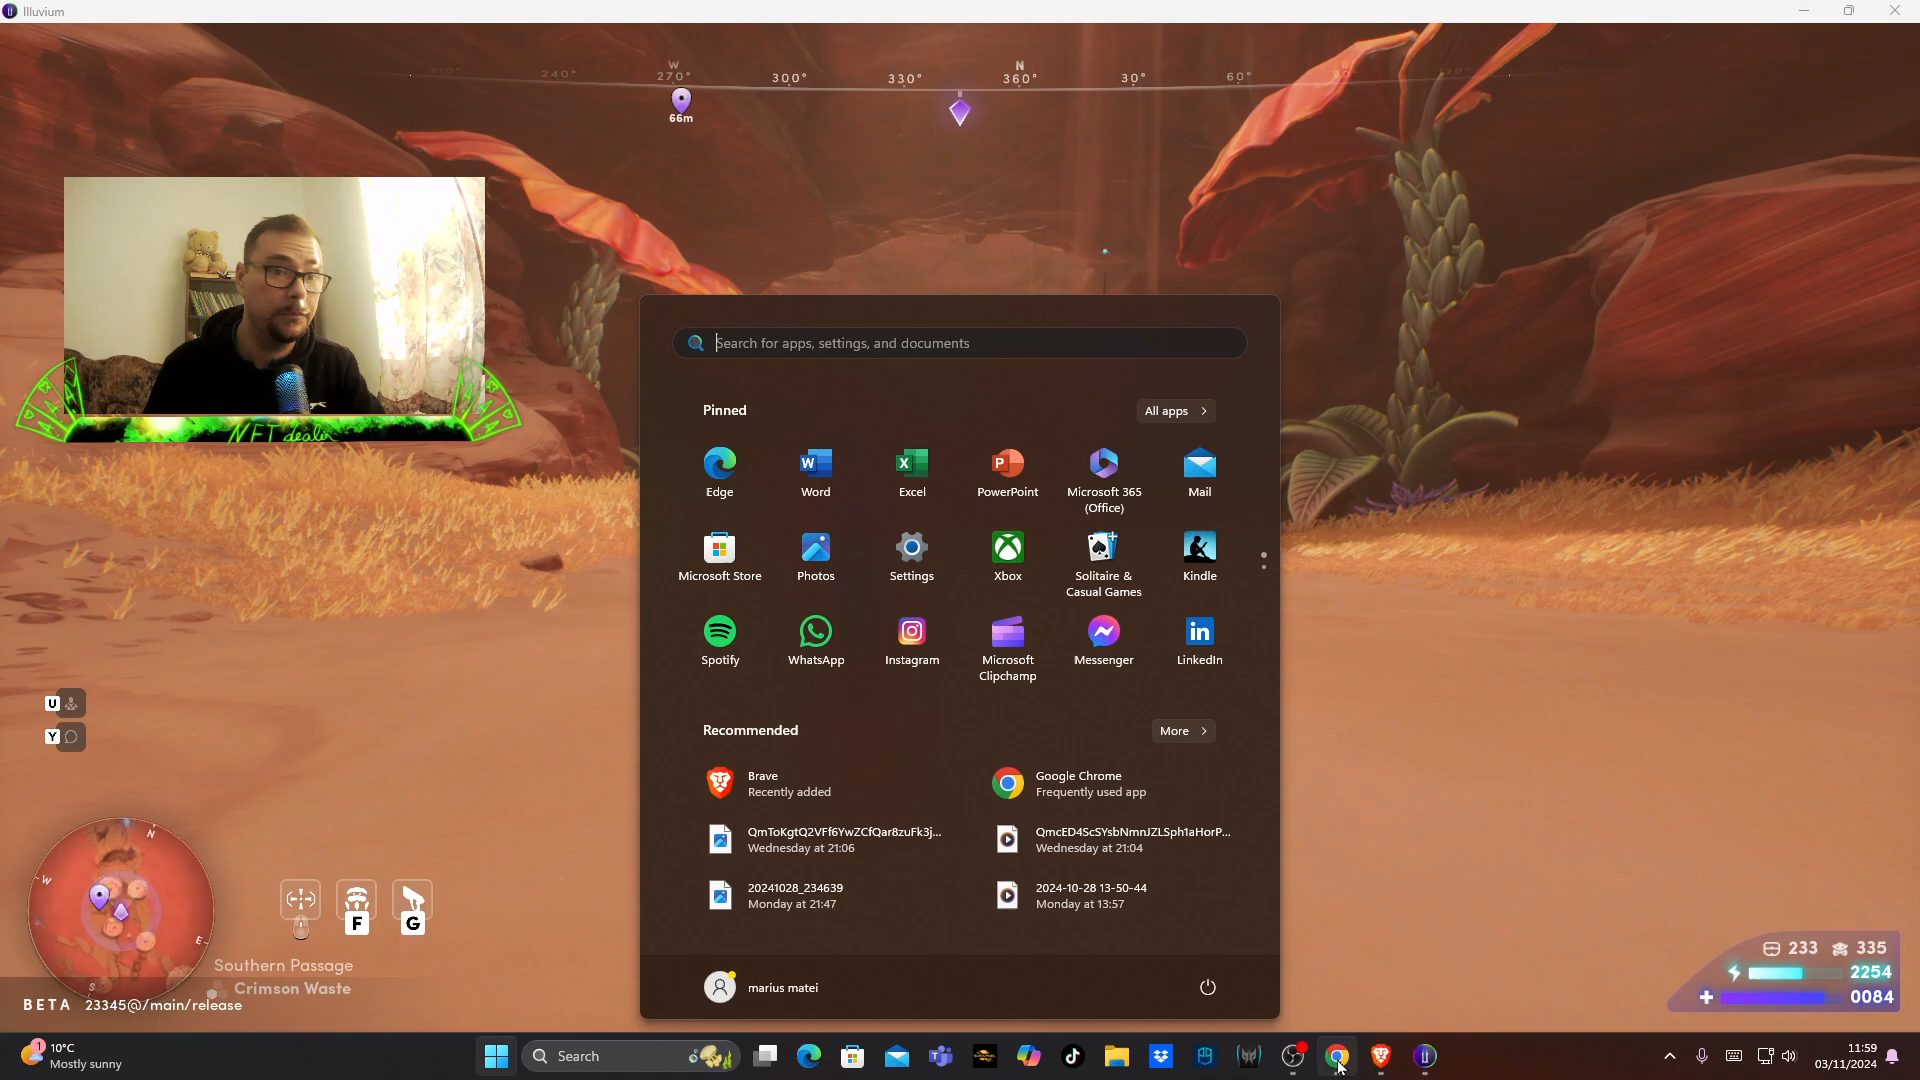 Illuvium
W
N
240°
270°
300°
330°
360°
30°
60°
66m
NFT dealer
Search for apps, settings, and documents
Pinned
All apps
Edge
Word
Excel
PowerPoint
Microsoft 365
(Office)
Mail
Microsoft Store
Photos
Settings
Xbox
Solitaire &
Casual Games
Kindle
Spotify
WhatsApp
Instagram
Microsoft
Clipchamp
Messenger
LinkedIn
U
Y
Recommended
More
Brave
Recently added
Google Chrome
Frequently used app
QmToKgtQ2VFf6YwZCfQar8zuFk3j...
Wednesday at 21:06
QmcED4ScSYsbNmnJZLSph1aHorP...
Wednesday at 21:04
20241028_234639
Monday at 21:47
2024-10-28 13-50-44
Monday at 13:57
N
W
E
S
F
G
Southern Passage
Crimson Waste
BETA 23345@/main/release
marius matei
233 335
2254
0084
1
10°C
Mostly sunny
Search
11:59
03/11/2024